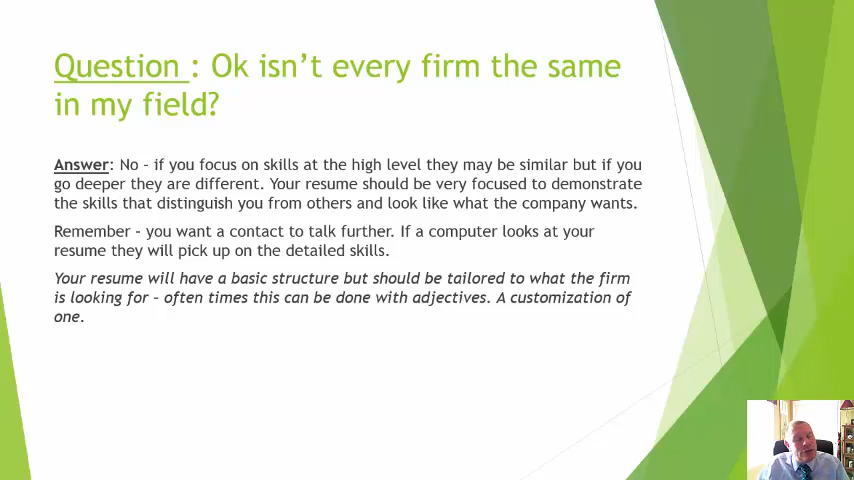 Question : Ok isn't every firm the same
in my field?
Answer: No – if you focus on skills at the high level they may be similar but if you
go deeper they are different. Your resume should be very focused to demonstrate
the skills that distinguish you from others and look like what the company wants.
Remember – you want a contact to talk further. If a computer looks at your
resume they will pick up on the detailed skills.
Your resume will have a basic structure but should be tailored to what the firm
is looking for – often times this can be done with adjectives. A customization of
one.